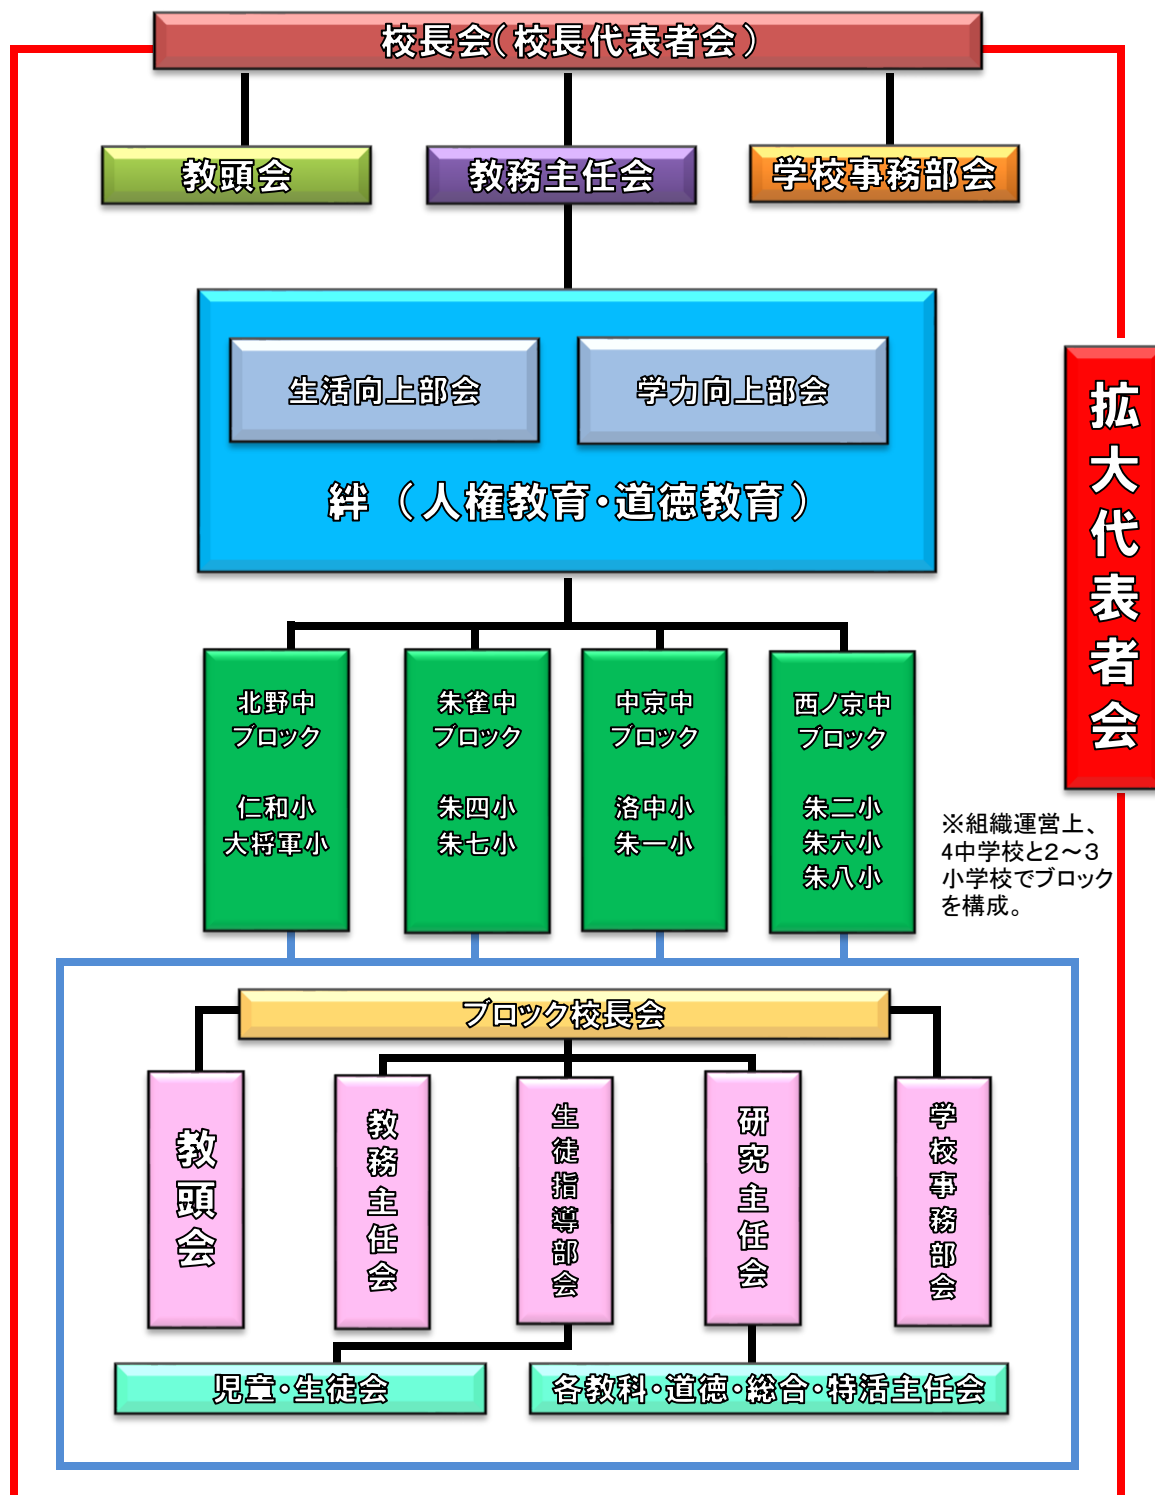 校長会(校長代表者会)
教頭会
教務主任会
学校事務部会
生活向上部会
学力向上部会
絆(人権教育・道徳教育)
拡大代表者会
北野中
ブロック
仁和小
大将軍小
朱雀中
ブロック
朱四小
朱七小
中京中
ブロック
洛中小
朱一小
西ノ京中
ブロック
朱二小
朱六小
朱八小
※組織運営上、
4中学校と2~3
小学校でブロック
を構成。
ブロック校長会
教頭会
教務主任会
生徒指導部会
研究主任会
学校事務部会
児童・生徒会
各教科・道徳・総合・特活主任会